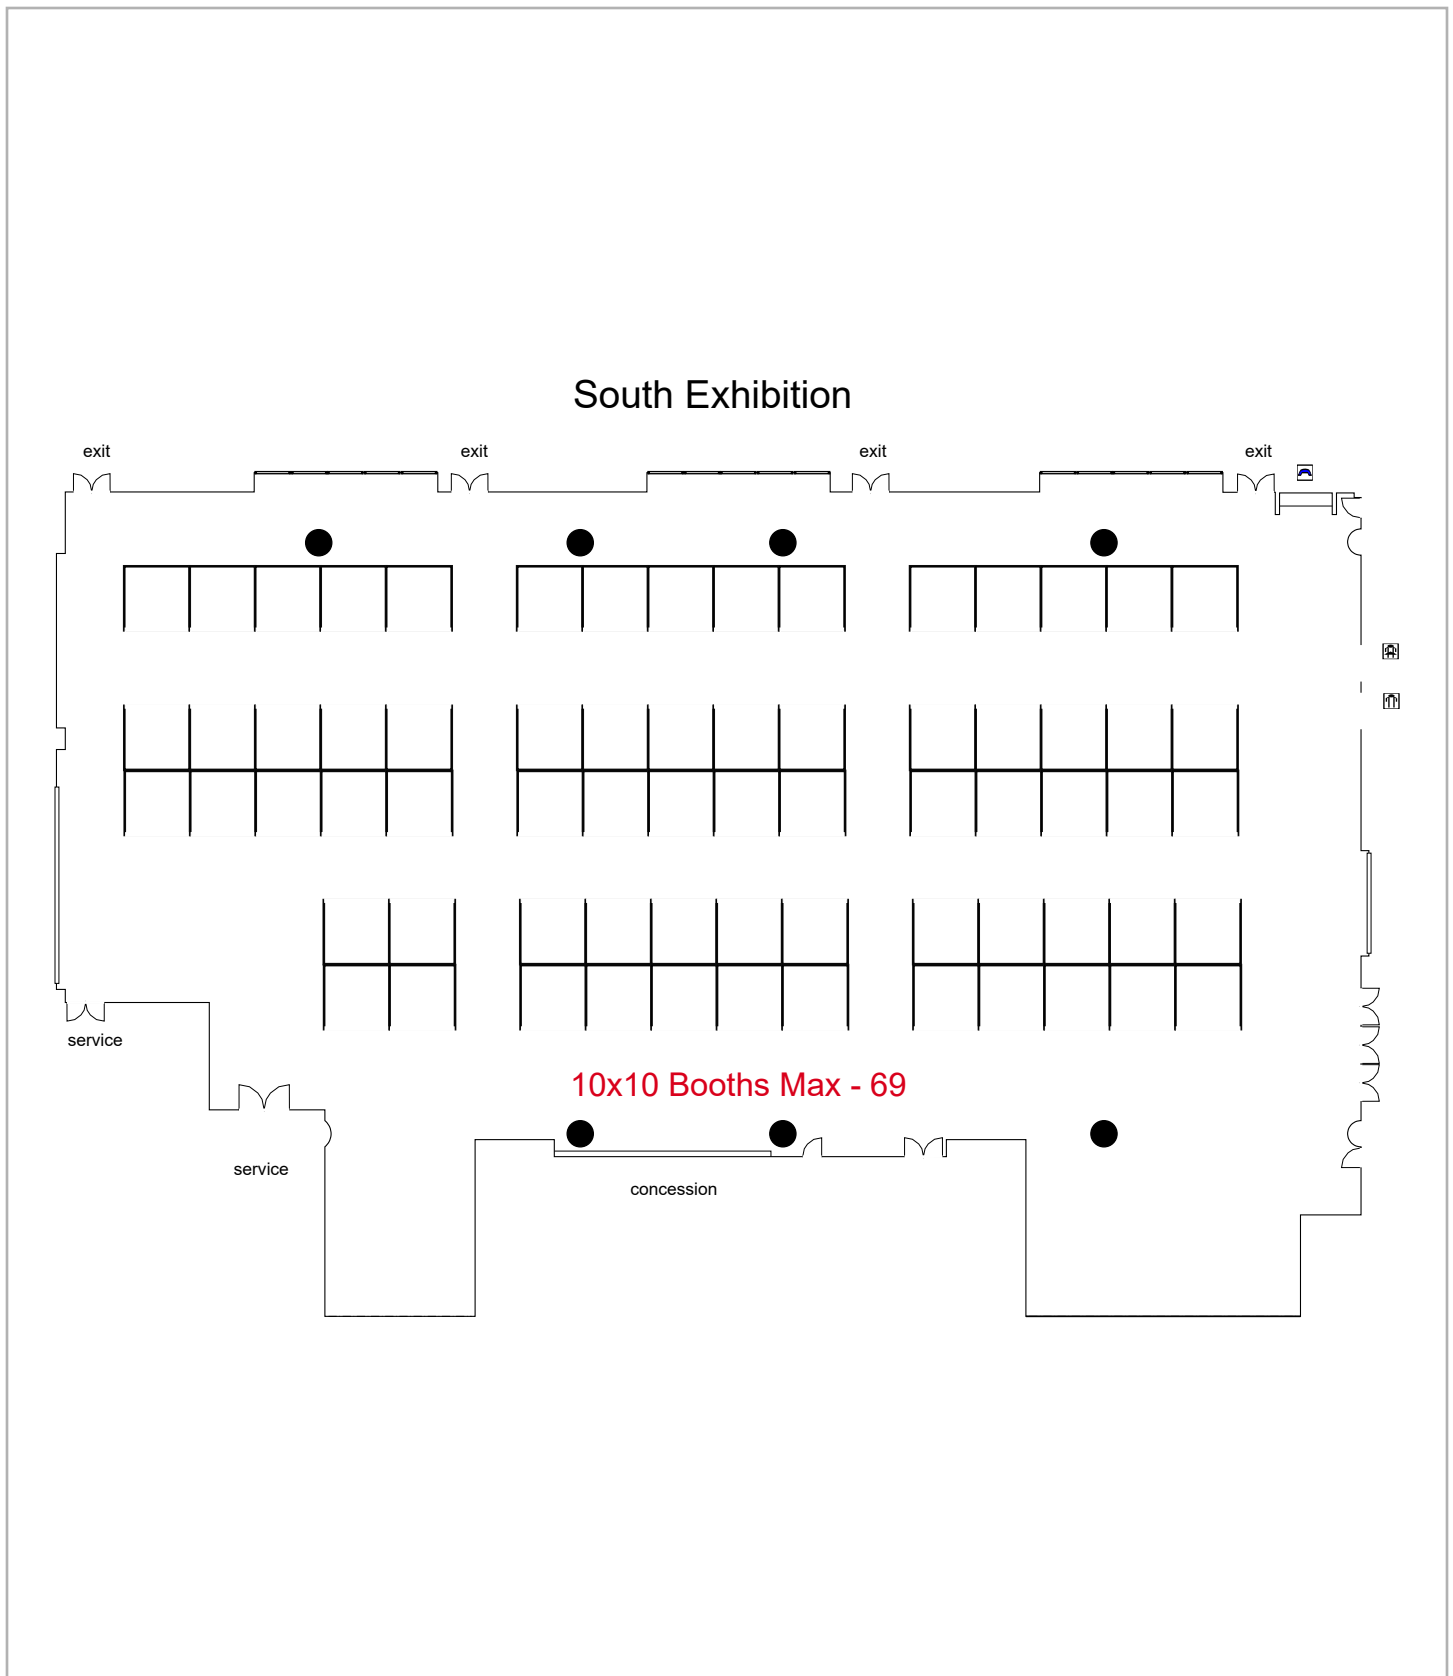 South Exhibition
exit
exit
exit
exit
service
10x10 Booths Max - 69
service
concession